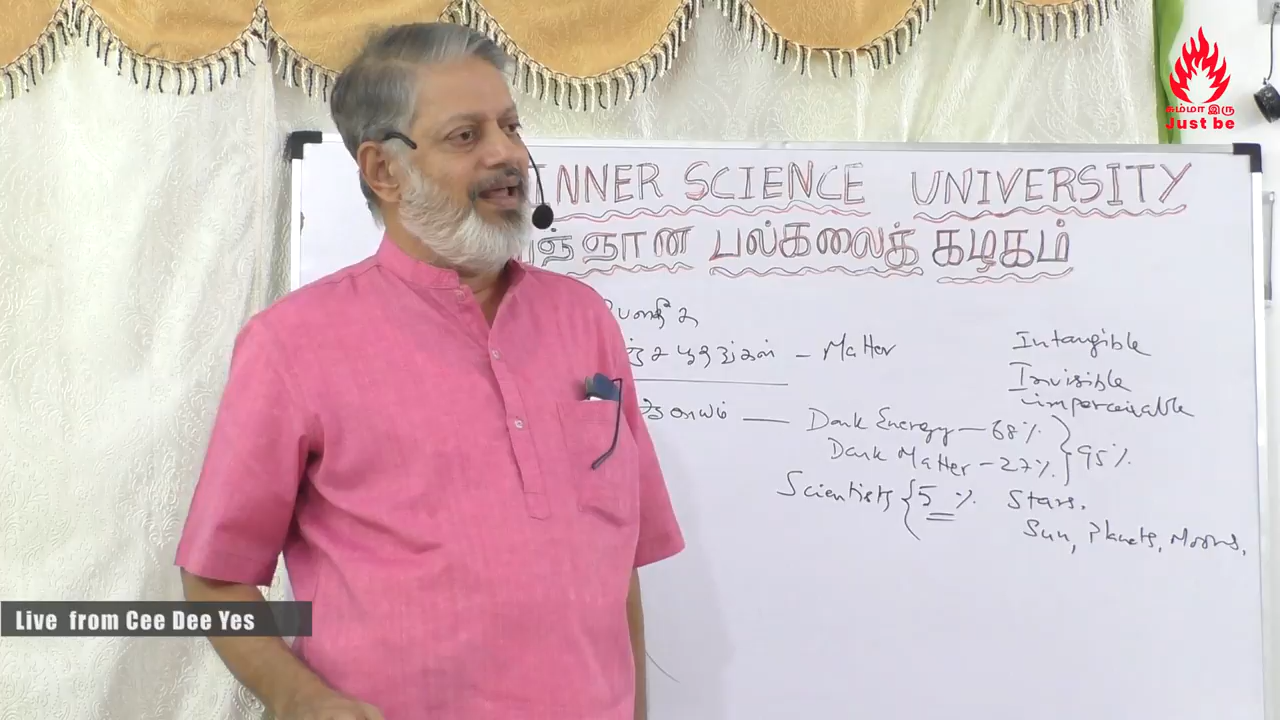 சும்மா இரு
Just be
INNER SCIENCE UNIVERSITY
பல்கலைக் கழகம்
– Matter
Intangible
Invisible
imperceivable
Dark Energy – 68%
Dark Matter – 27% } 95%
Scientists { 5% Stars.
Sun, Planets, Moons,
Live from Cee Dee Yes